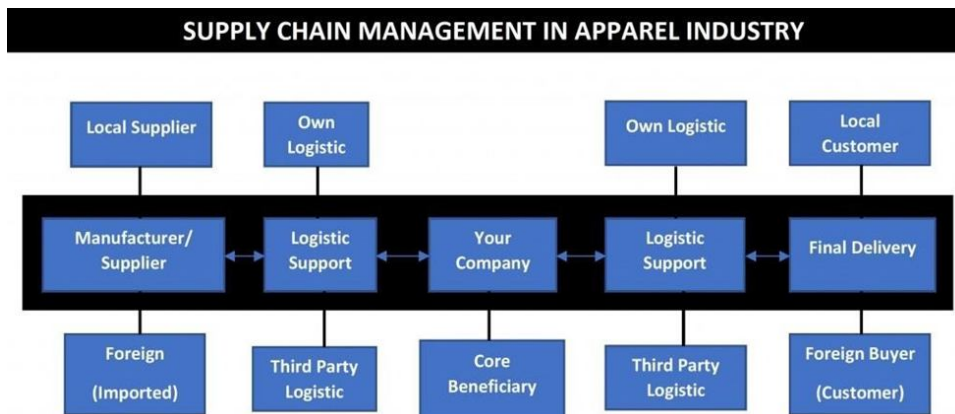 SUPPLY CHAIN MANAGEMENT IN APPAREL INDUSTRY
Local Supplier
Own
Logistic
Own Logistic
Local
Customer
Manufacturer/
Supplier
Logistic
Support
Your
Company
Logistic
Support
Final Delivery
Foreign
(Imported)
Third Party
Logistic
Core
Beneficiary
Third Party
Logistic
Foreign Buyer
(Customer)